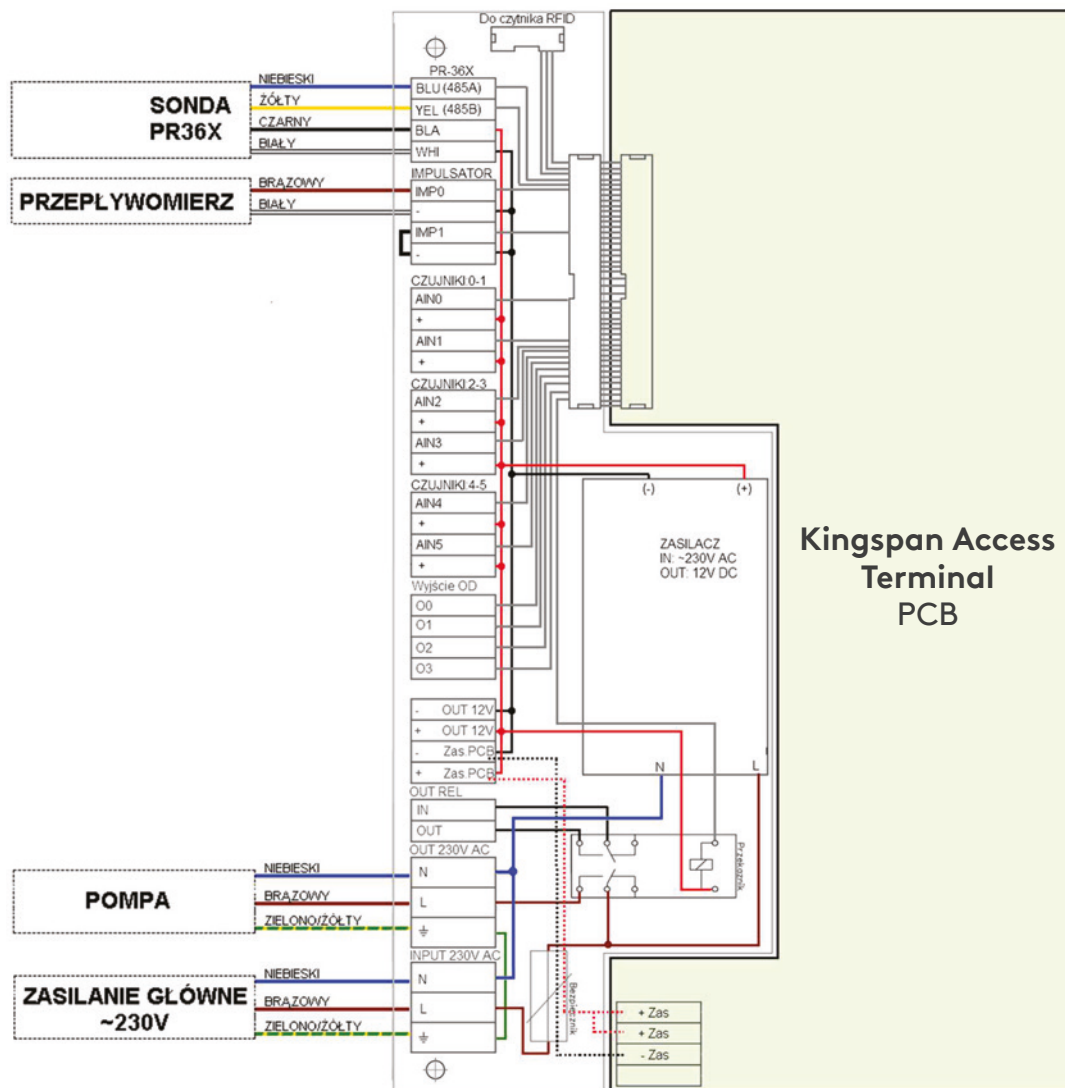 Do czytnika RFID
SONDA
PR36X
NIEBIESKI
ŻÓŁTY
CZARNY
BIAŁY
PR-36X
BLU (485A)
YEL (485B)
BLA
WHI
PRZEPŁYWOMIERZ
BRĄZOWY
BIAŁY
IMPULSATOR
IMP0
-
IMP1
-
CZUJNIKI 0-1
AIN0
+
AIN1
+
CZUJNIKI 2-3
AIN2
+
AIN3
+
CZUJNIKI 4-5
AIN4
+
AIN5
+
Wyjście OD
O0
O1
O2
O3
- OUT 12V
+ OUT 12V
- Zas.PCB
+ Zas.PCB
OUT REL
IN
OUT
OUT 230V AC
N
L
POMPA
NIEBIESKI
BRĄZOWY
ZIELONO/ŻÓŁTY
INPUT 230V AC
N
L
ZASILANIE GŁÓWNE
~230V
NIEBIESKI
BRĄZOWY
ZIELONO/ŻÓŁTY
(-)
(+)
ZASILACZ
IN: ~230V AC
OUT: 12V DC
N
L
Przekaźnik
Bezpiecznik
Kingspan Access
Terminal
PCB
+ Zas
+ Zas
- Zas